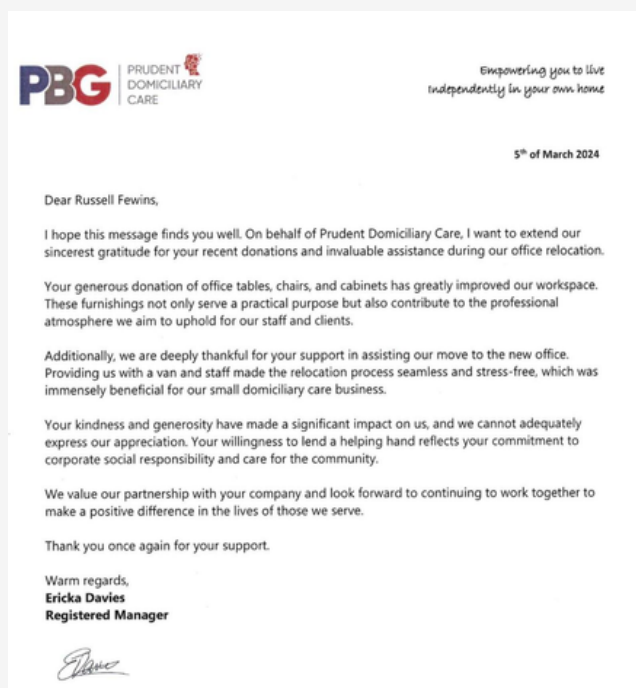 PBG
PRUDENT
DOMICILIARY
CARE
Empowering you to live
independently in your own home
5th of March 2024
Dear Russell Fewins,
I hope this message finds you well. On behalf of Prudent Domiciliary Care, I want to extend our
sincerest gratitude for your recent donations and invaluable assistance during our office relocation.
Your generous donation of office tables, chairs, and cabinets has greatly improved our workspace.
These furnishings not only serve a practical purpose but also contribute to the professional
atmosphere we aim to uphold for our staff and clients.
Additionally, we are deeply thankful for your support in assisting our move to the new office.
Providing us with a van and staff made the relocation process seamless and stress-free, which was
immensely beneficial for our small domiciliary care business.
Your kindness and generosity have made a significant impact on us, and we cannot adequately
express our appreciation. Your willingness to lend a helping hand reflects your commitment to
corporate social responsibility and care for the community.
We value our partnership with your company and look forward to continuing to work together to
make a positive difference in the lives of those we serve.
Thank you once again for your support.
Warm regards,
Ericka Davies
Registered Manager